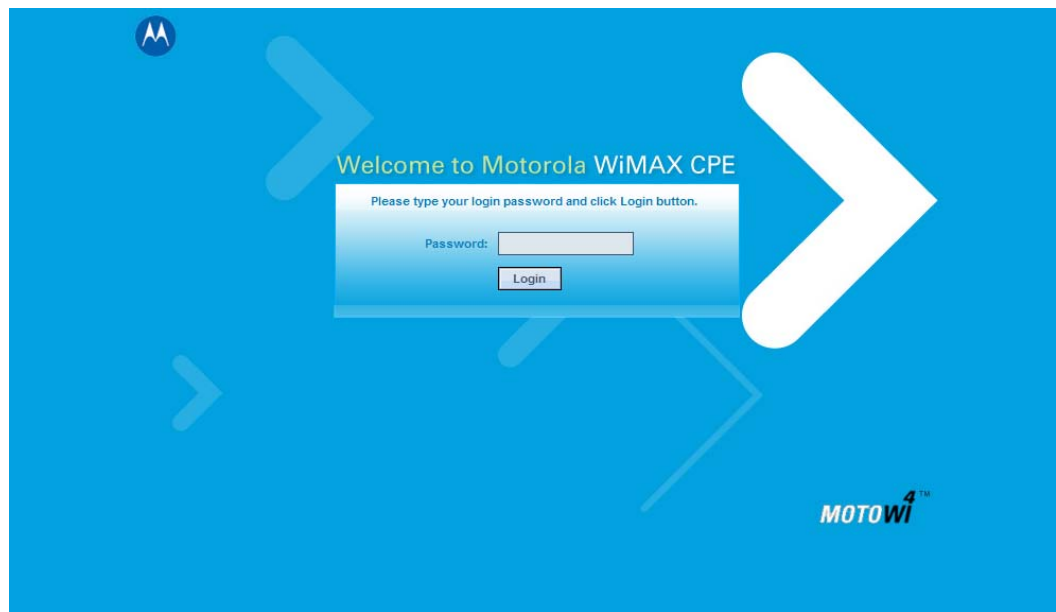 Welcome to Motorola WiMAX CPE
Please type your login password and click Login button.
Password:
Login
MOTOWi4™